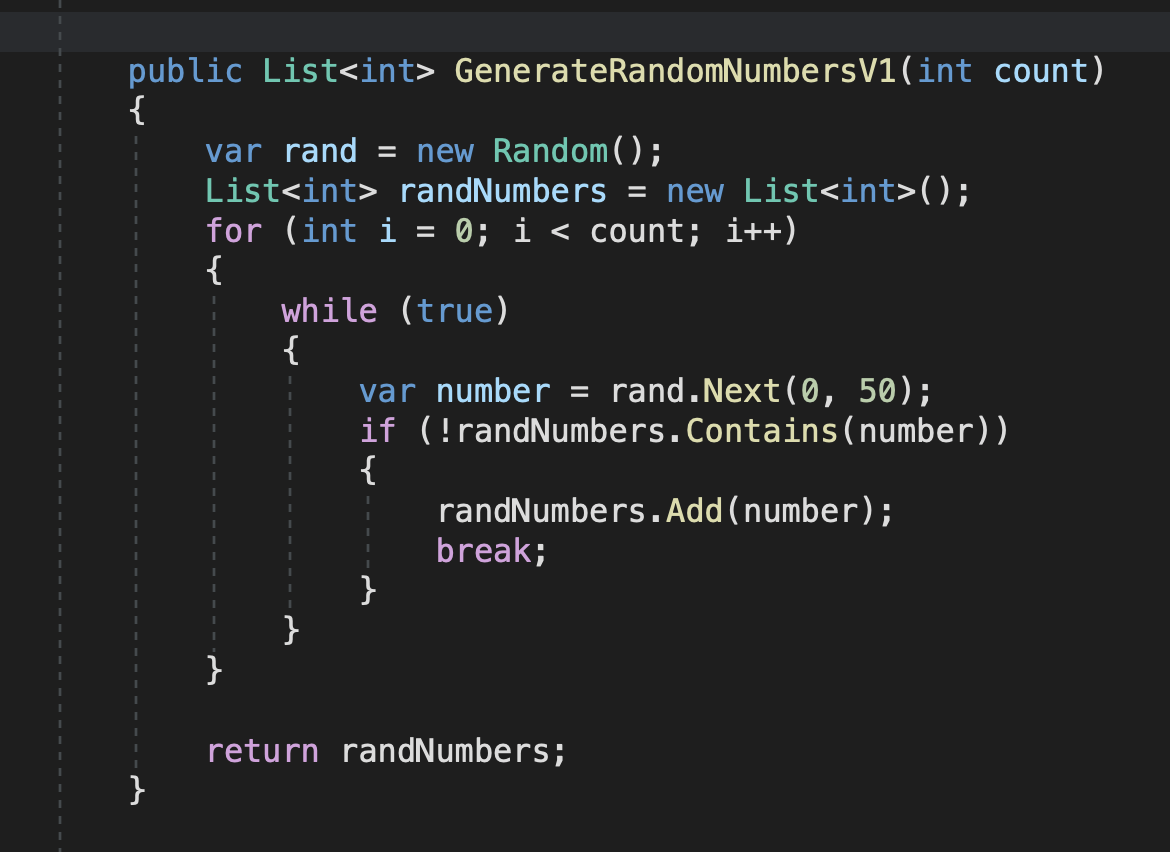 public List<int> GenerateRandomNumbersV1(int count)
{
var rand = new Random();
List<int> randNumbers = new List<int>();
for (int i = 0; i < count; i++)
{
while (true)
{
var number = rand.Next(0, 50);
if (!randNumbers.Contains(number))
{
randNumbers.Add(number);
break;
}
}
}
return randNumbers;
}